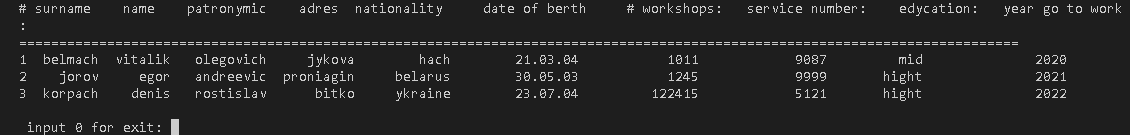 # surname name patronymic adres nationality date of berth # workshops: service number: edycation: year go to work
:
=======================================================================================================================
1 belmach vitalik olegovich jykova hach 21.03.04 1011 9087 mid 2020
2 jorov egor andreevic proniagin belarus 30.05.03 1245 9999 hight 2021
3 korpach denis rostislav bitko ykraine 23.07.04 122415 5121 hight 2022
input 0 for exit: